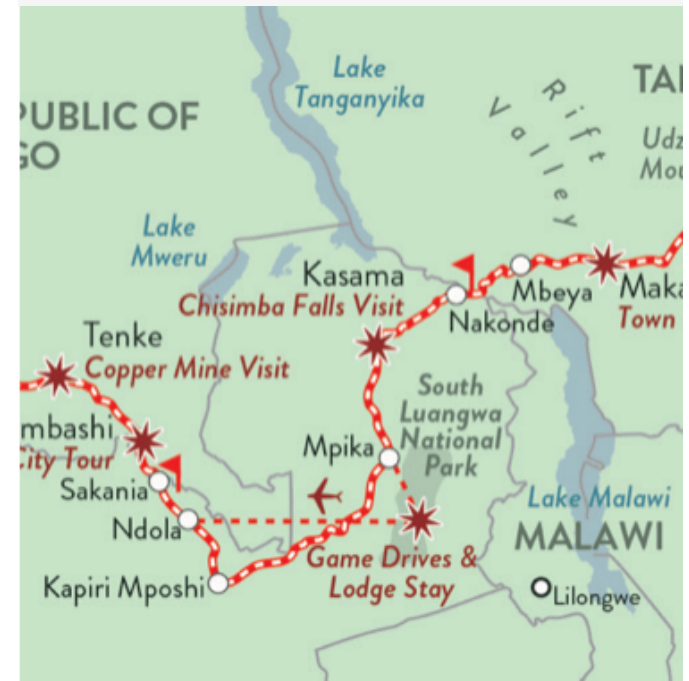 Lake
Tanganyika
Rift
Valley
PUBLIC OF
GO
TAI
Udz
Mou
Lake
Mweru
Kasama
Chisimba Falls Visit
Mbeya
Maka
Town
Nakonde
Tenke
Copper Mine Visit
South
Luangwa
National
Park
mbashi
City Tour
Mpika
Sakania
Lake Malawi
Ndola
MALAWI
Game Drives &
Lodge Stay
Kapiri Mposhi
Lilongwe